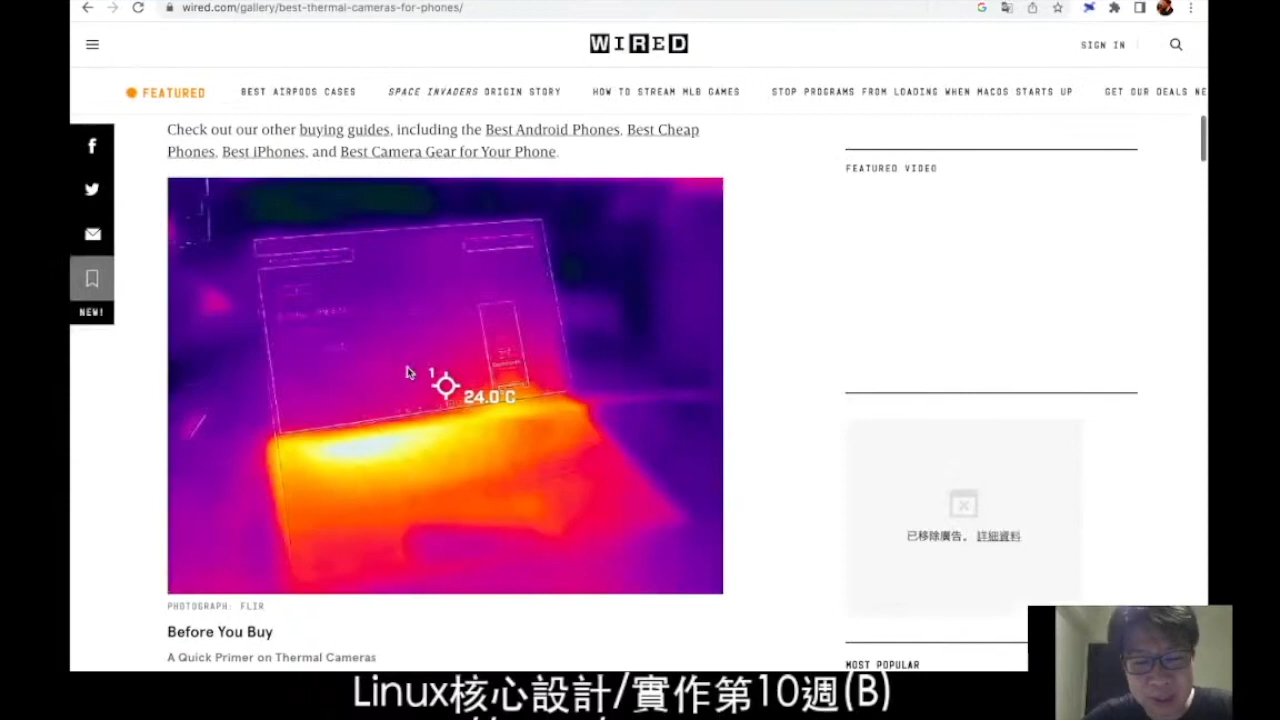 wired.com/gallery/best-thermal-cameras-for-phones/
WIRED
SIGN IN
FEATURED
BEST AIRPODS CASES
SPACE INVADERS ORIGIN STORY
HOW TO STREAM MLB GAMES
STOP PROGRAMS FROM LOADING WHEN MACOS STARTS UP
GET OUR DEALS NE
Check out our other buying guides, including the Best Android Phones, Best Cheap
Phones, Best iPhones, and Best Camera Gear for Your Phone.
NEW!
1
24.0°C
PHOTOGRAPH: FLIR
Before You Buy
A Quick Primer on Thermal Cameras
FEATURED VIDEO
已移除廣告。 詳細資料
MOST POPULAR
Linux核心設計/實作第10週(B)